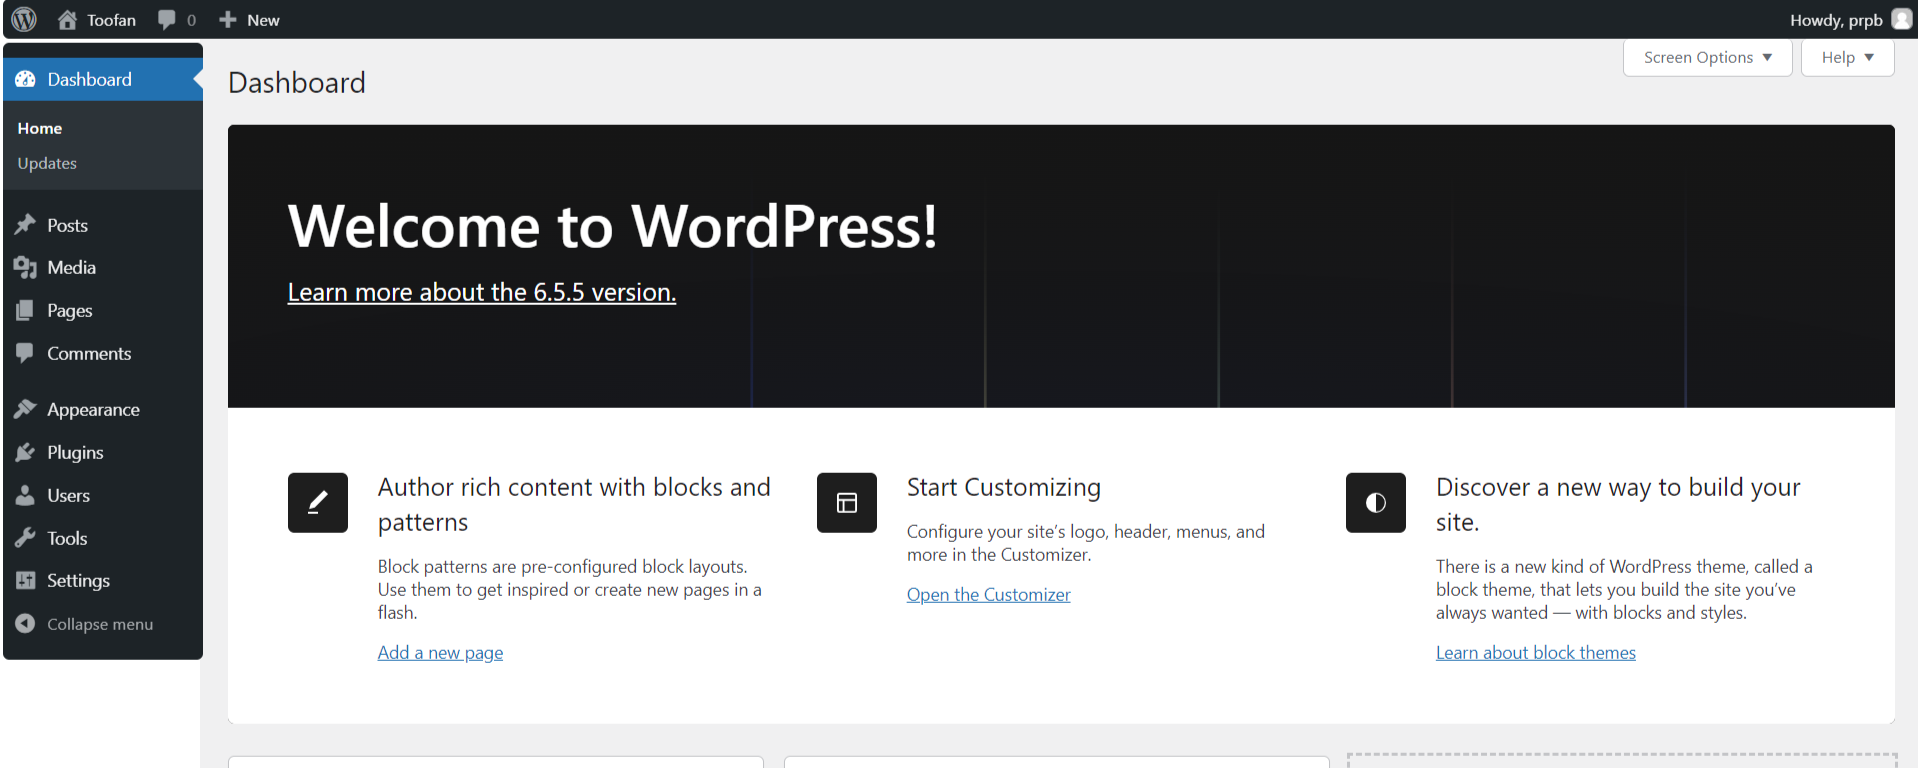 Toofan
0
New
Howdy, prpb
Dashboard
Home
Updates
Posts
Media
Pages
Comments
Appearance
Plugins
Users
Tools
Settings
Collapse menu
Screen Options
Help
Dashboard
Welcome to WordPress!
Learn more about the 6.5.5 version.
Author rich content with blocks and
patterns
Block patterns are pre-configured block layouts.
Use them to get inspired or create new pages in a
flash.
Add a new page
Start Customizing
Configure your site’s logo, header, menus, and
more in the Customizer.
Open the Customizer
Discover a new way to build your
site.
There is a new kind of WordPress theme, called a
block theme, that lets you build the site you’ve
always wanted — with blocks and styles.
Learn about block themes